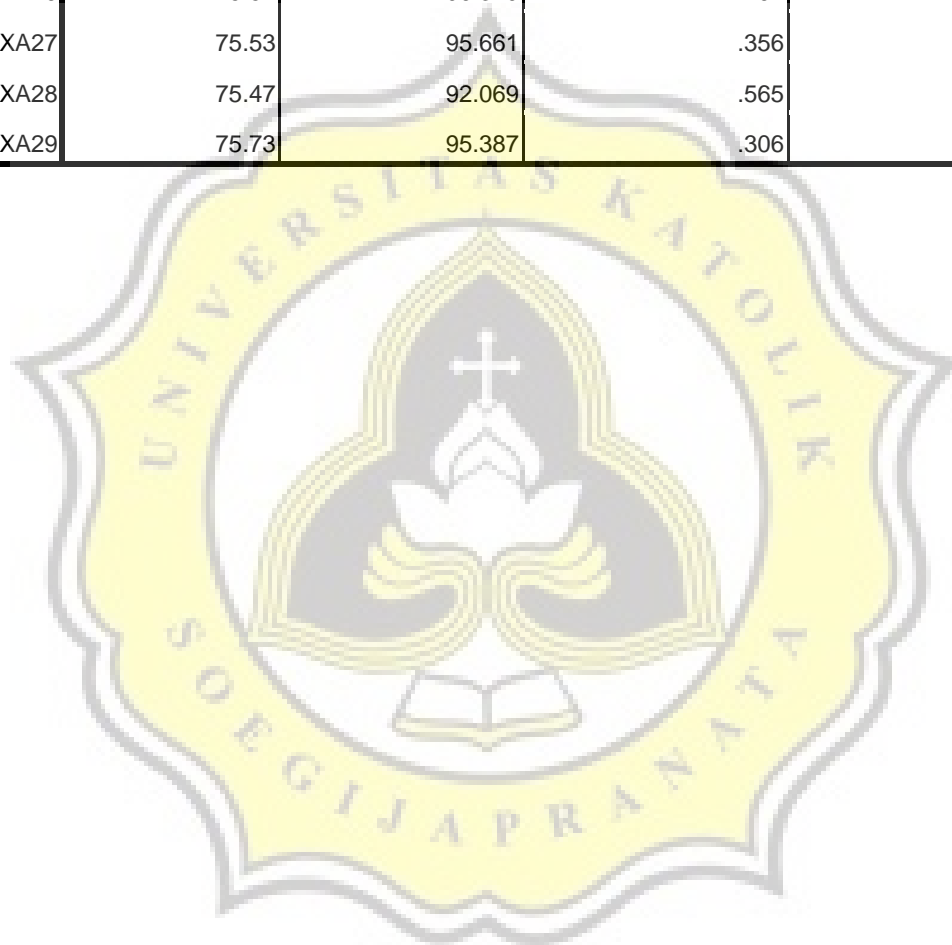 XA27 75.53 95.661 .356
XA28 75.47 92.069 .565
XA29 75.73 95.387 .306
UNIVERSITAS KATOLIK
SOEGIJAPRANATA